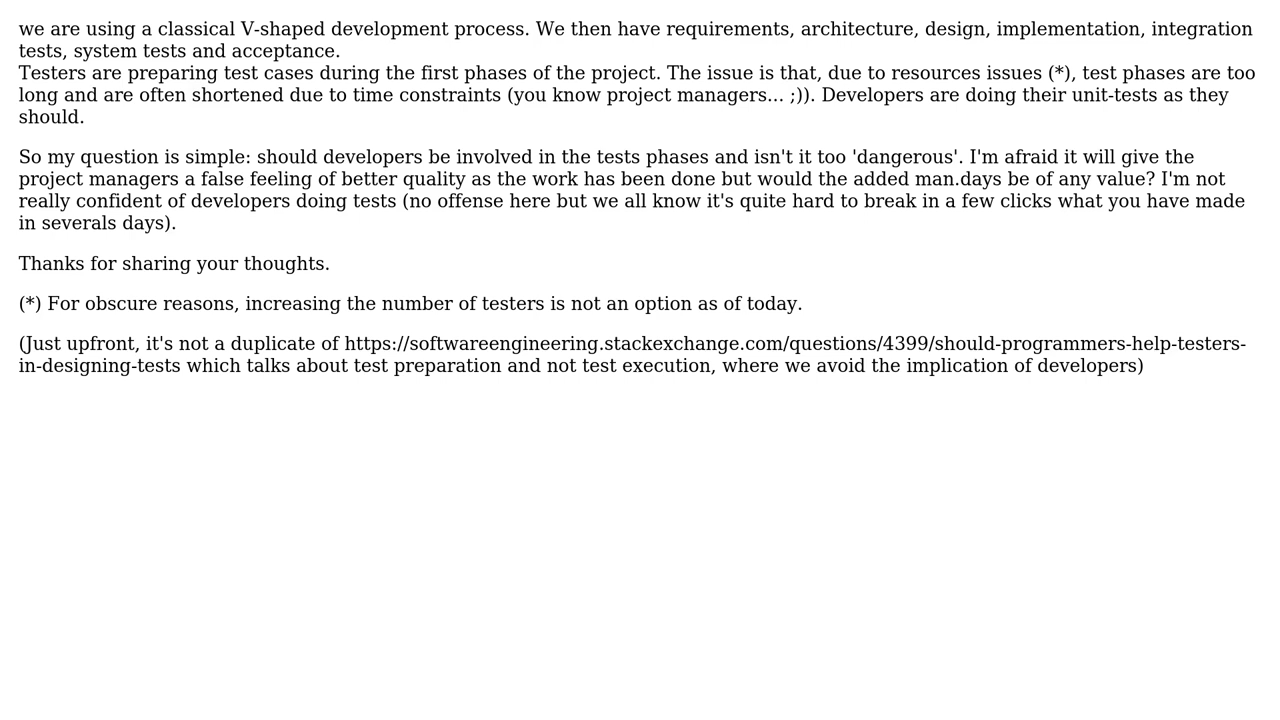 we are using a classical V-shaped development process. We then have requirements, architecture, design, implementation, integration
tests, system tests and acceptance.
Testers are preparing test cases during the first phases of the project. The issue is that, due to resources issues (*), test phases are too
long and are often shortened due to time constraints (you know project managers... ;)). Developers are doing their unit-tests as they
should.
So my question is simple: should developers be involved in the tests phases and isn't it too 'dangerous'. I'm afraid it will give the
project managers a false feeling of better quality as the work has been done but would the added man.days be of any value? I'm not
really confident of developers doing tests (no offense here but we all know it's quite hard to break in a few clicks what you have made
in severals days).
Thanks for sharing your thoughts.
(*) For obscure reasons, increasing the number of testers is not an option as of today.
(Just upfront, it's not a duplicate of https://softwareengineering.stackexchange.com/questions/4399/should-programmers-help-testers-
in-designing-tests which talks about test preparation and not test execution, where we avoid the implication of developers)